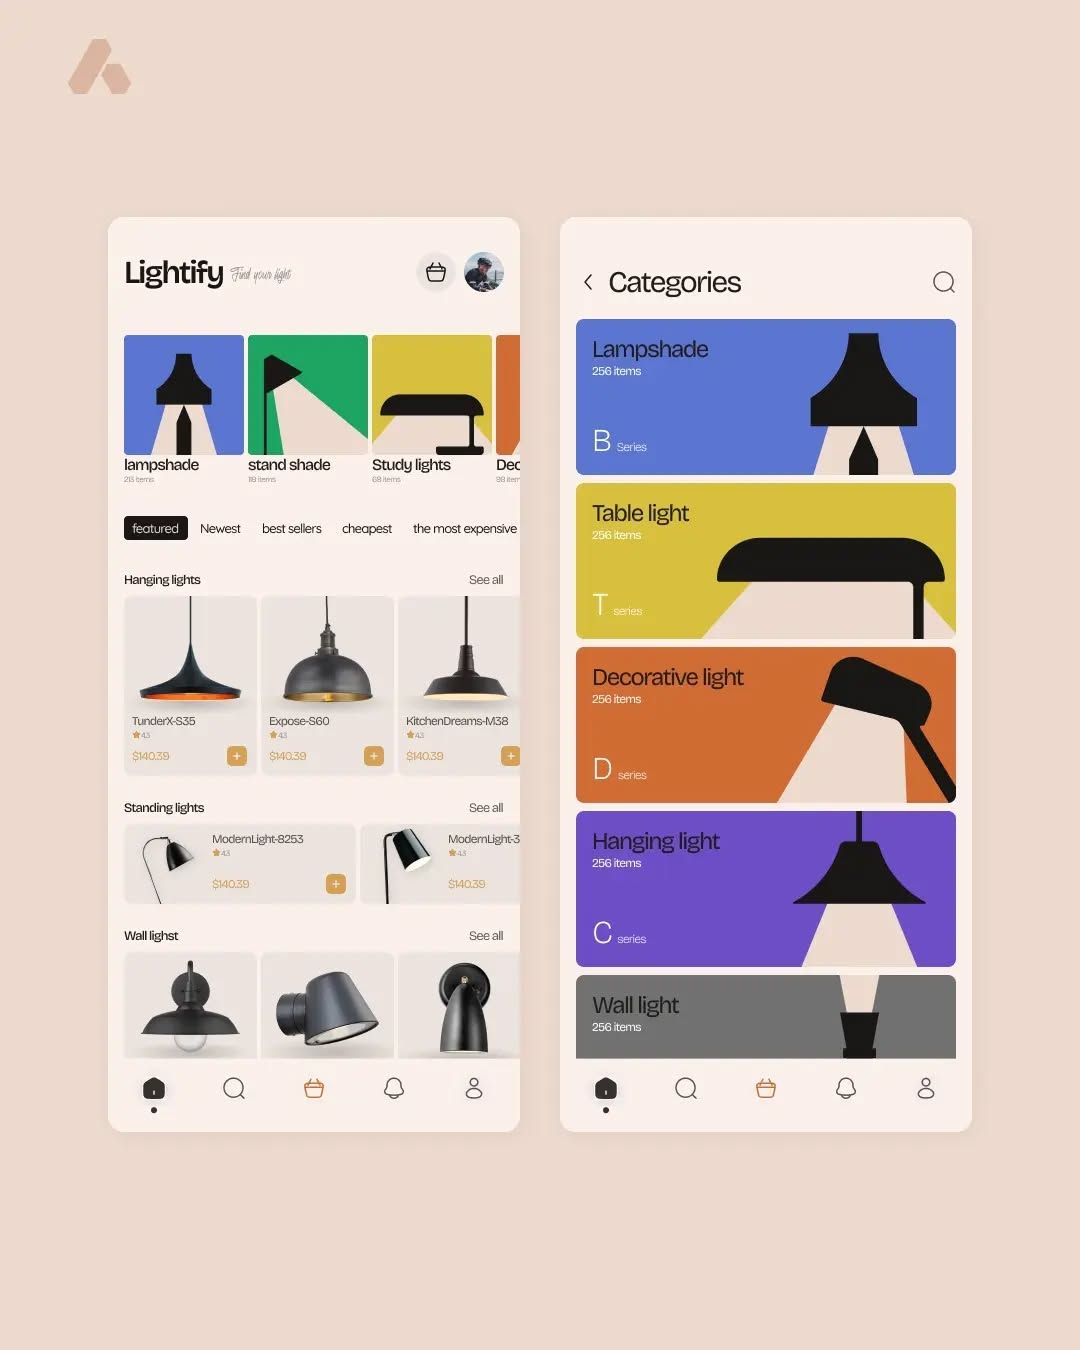 Lightify Find your light
lampshade stand shade Study lights Dec
213 items 118 items 68 items 98 item
featured Newest best sellers cheapest the most expensive
Hanging lights See all
TunderX-S35 Expose-S60 KitchenDreams-M38
4.3 4.3 4.3
$140.39 $140.39 $140.39
Standing lights See all
ModernLight-8253 ModernLight-3
4.3 4.3
$140.39 $140.39
Wall lighst See all
Categories
Lampshade
256 items
B Series
Table light
256 items
T series
Decorative light
256 items
D series
Hanging light
256 items
C series
Wall light
256 items